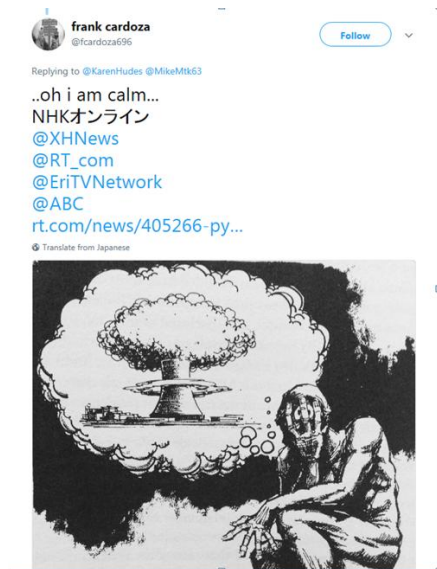 frank cardoza
@fcardoza696
Follow
Replying to @KarenHudes @MikeMtk63
..oh i am calm...
NHKオンライン
@XHNews
@RT_com
@EriTVNetwork
@ABC
rt.com/news/405266-py...
Translate from Japanese